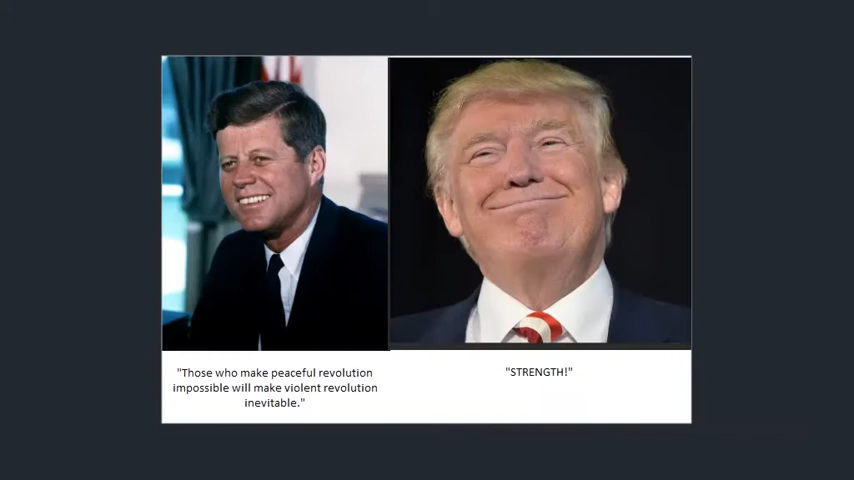 "Those who make peaceful revolution
impossible will make violent revolution
inevitable."
"STRENGTH!"